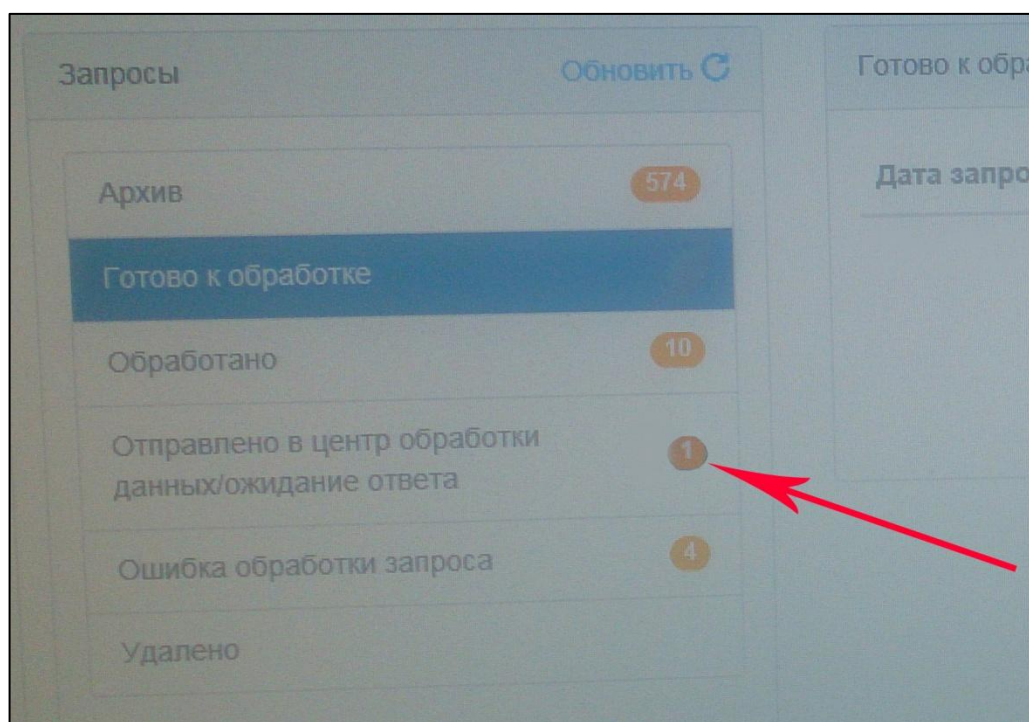 Запросы
Обновить
Архив
574
Готово к обработке
Обработано
10
Отправлено в центр обработки
данных/ожидание ответа
1
Ошибка обработки запроса
4
Удалено
Готово к обра
Дата запро